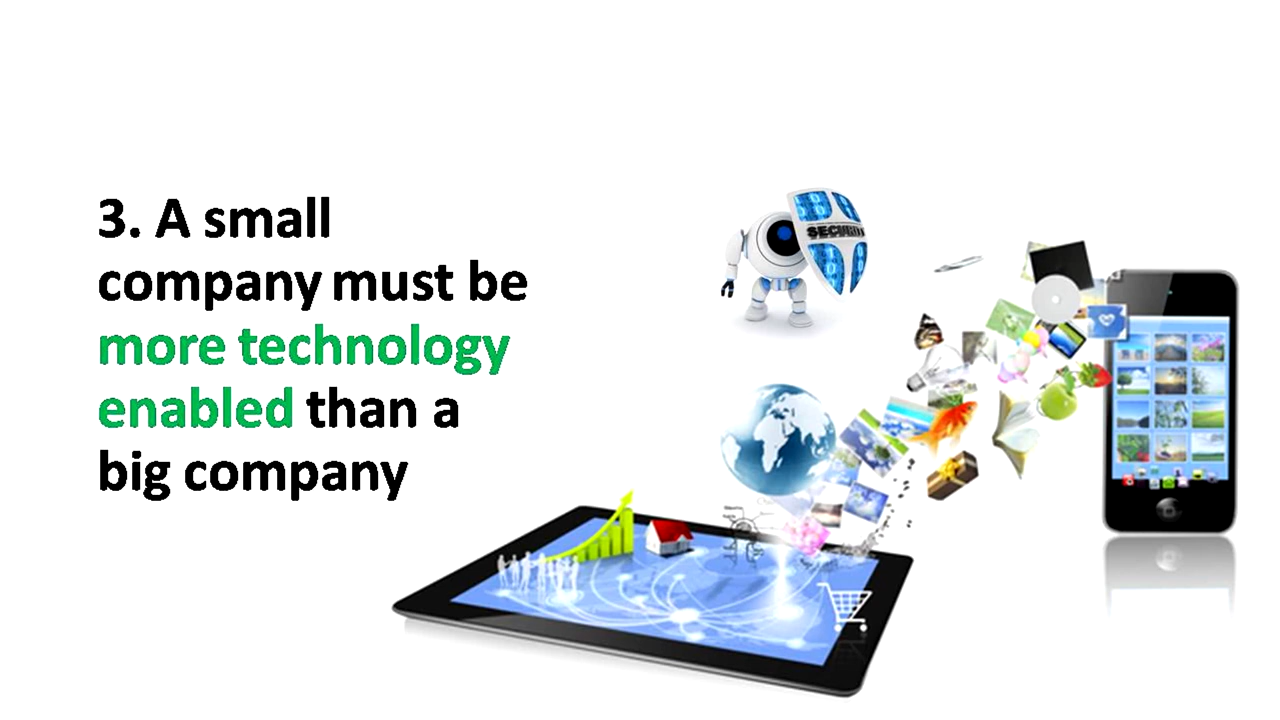 3. A small
company must be
more technology
enabled than a
big company
SECURITY